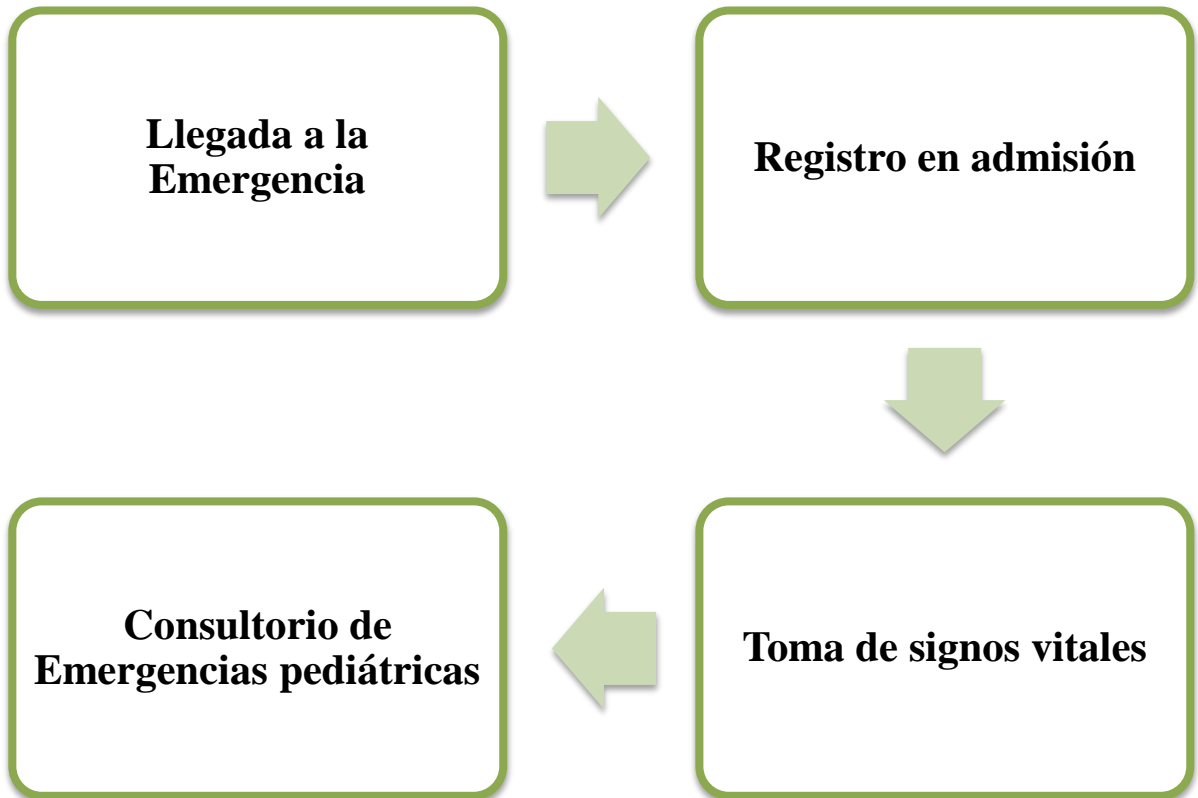 Llegada a la
Emergencia
Registro en admisión
Toma de signos vitales
Consultorio de
Emergencias pediátricas